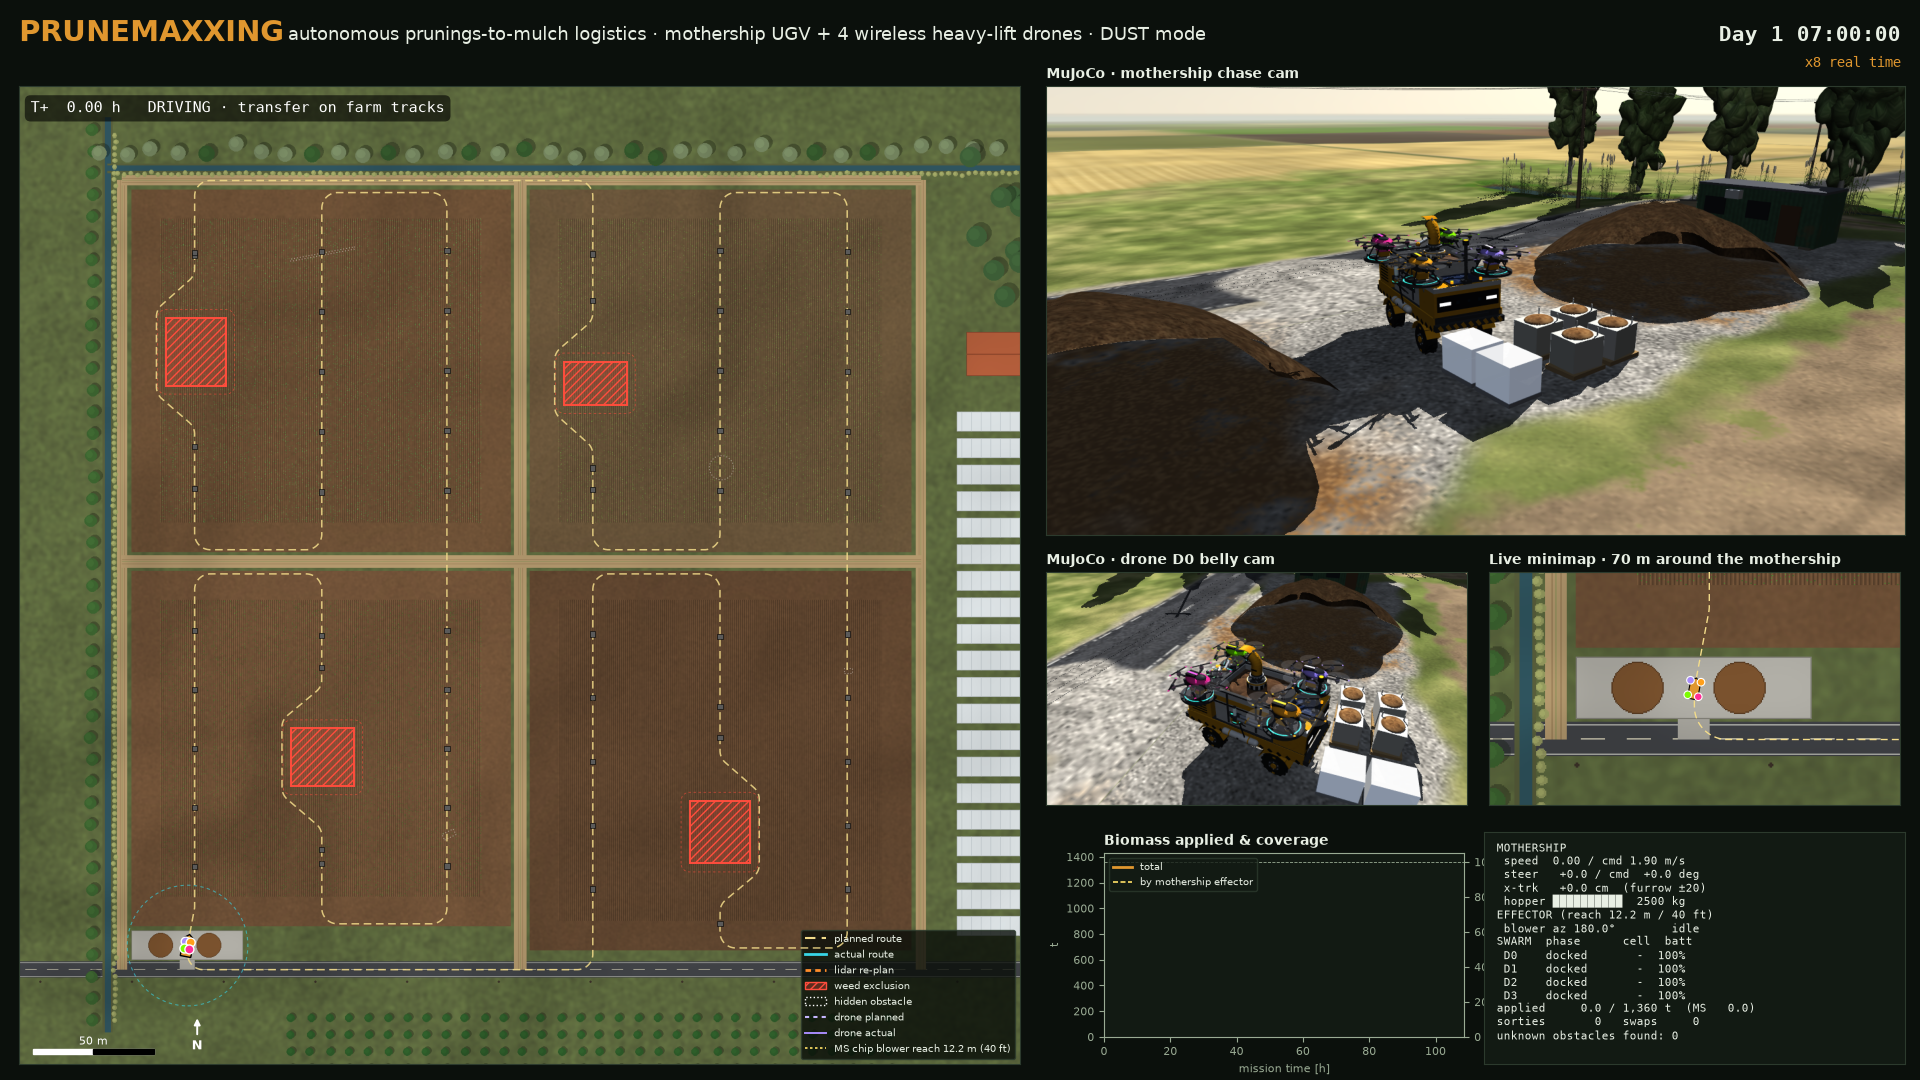 PRUNEMAXXING autonomous prunings-to-mulch logistics · mothership UGV + 4 wireless heavy-lift drones · DUST mode
Day 1 07:00:00
x8 real time
T+ 0.00 h DRIVING · transfer on farm tracks
50 m
N
planned route
actual route
lidar re-plan
weed exclusion
hidden obstacle
drone planned
drone actual
MS chip blower reach 12.2 m (40 ft)
MuJoCo · mothership chase cam
MuJoCo · drone D0 belly cam
Live minimap · 70 m around the mothership
Biomass applied & coverage
total
by mothership effector
1400
1200
1000
800
600
400
200
0
t
0 20 40 60 80 100
mission time [h]
MOTHERSHIP
speed 0.00 / cmd 1.90 m/s
steer +0.0 / cmd +0.0 deg
x-trk +0.0 cm (furrow ±20)
hopper ██████████ 2500 kg
EFFECTOR (reach 12.2 m / 40 ft)
blower az 180.0° idle
SWARM phase cell batt
D0 docked - 100%
D1 docked - 100%
D2 docked - 100%
D3 docked - 100%
applied 0.0 / 1,360 t (MS 0.0)
sorties 0 swaps 0
unknown obstacles found: 0